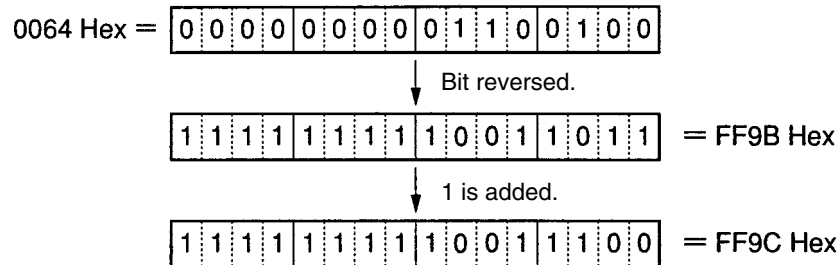 0064 Hex = 0 0 0 0 0 0 0 0 0 1 1 0 0 1 0 0
Bit reversed.
1 1 1 1 1 1 1 1 1 0 0 1 1 0 1 1 = FF9B Hex
1 is added.
1 1 1 1 1 1 1 1 1 0 0 1 1 1 0 0 = FF9C Hex